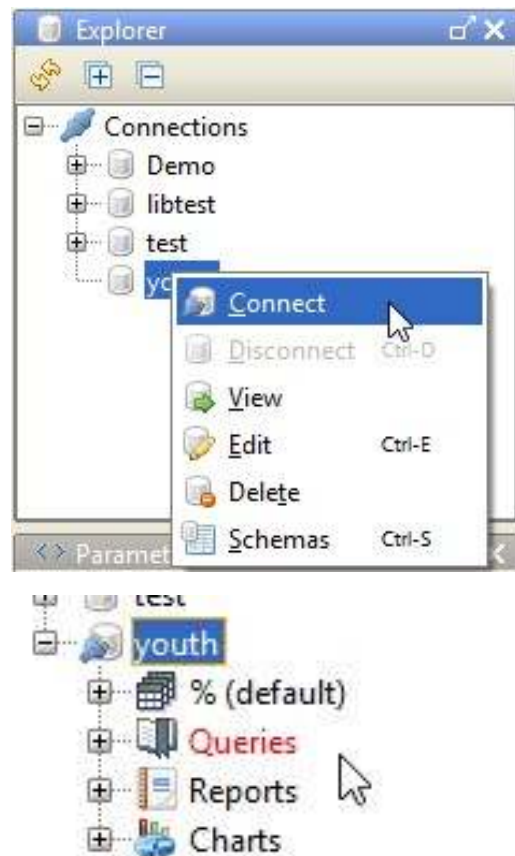 Explorer
Connections
Demo
libtest
test
Connect
Disconnect Ctrl-D
View
Edit Ctrl-E
Delete
Schemas Ctrl-S
test
youth
% (default)
Queries
Reports
Charts